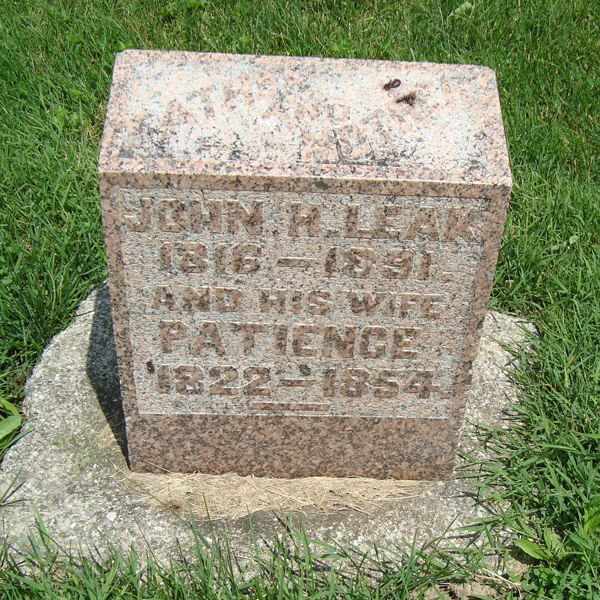 JOHN H. LEAK
1816 – 1891.
AND HIS WIFE
PATIENCE
1822 – 1854.